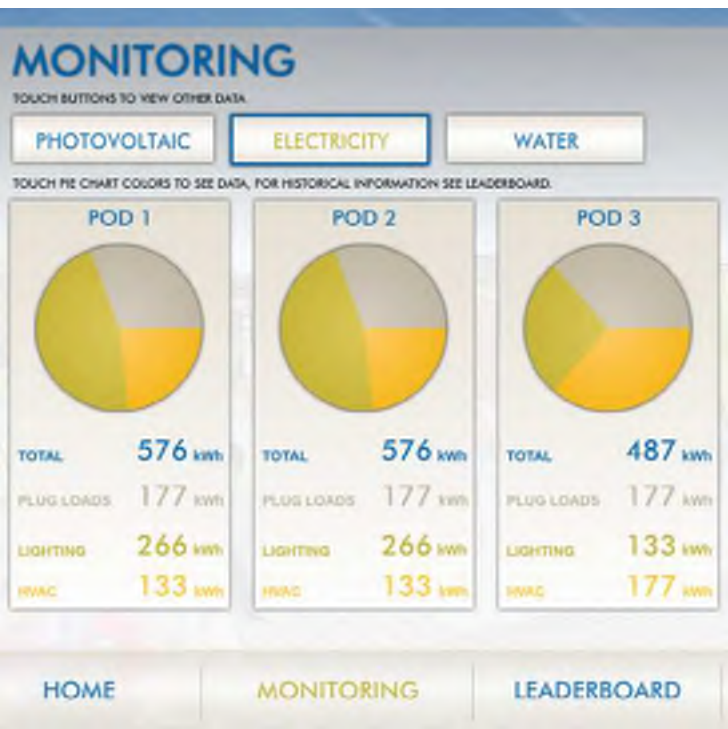 MONITORING
TOUCH BUTTONS TO VIEW OTHER DATA
PHOTOVOLTAIC ELECTRICITY WATER
TOUCH PIE CHART COLORS TO SEE DATA, FOR HISTORICAL INFORMATION SEE LEADERBOARD.
POD 1 POD 2 POD 3
TOTAL 576 kWh TOTAL 576 kWh TOTAL 487 kWh
PLUG LOADS 177 kWh PLUG LOADS 177 kWh PLUG LOADS 177 kWh
LIGHTING 266 kWh LIGHTING 266 kWh LIGHTING 133 kWh
HVAC 133 kWh HVAC 133 kWh HVAC 177 kWh
HOME MONITORING LEADERBOARD